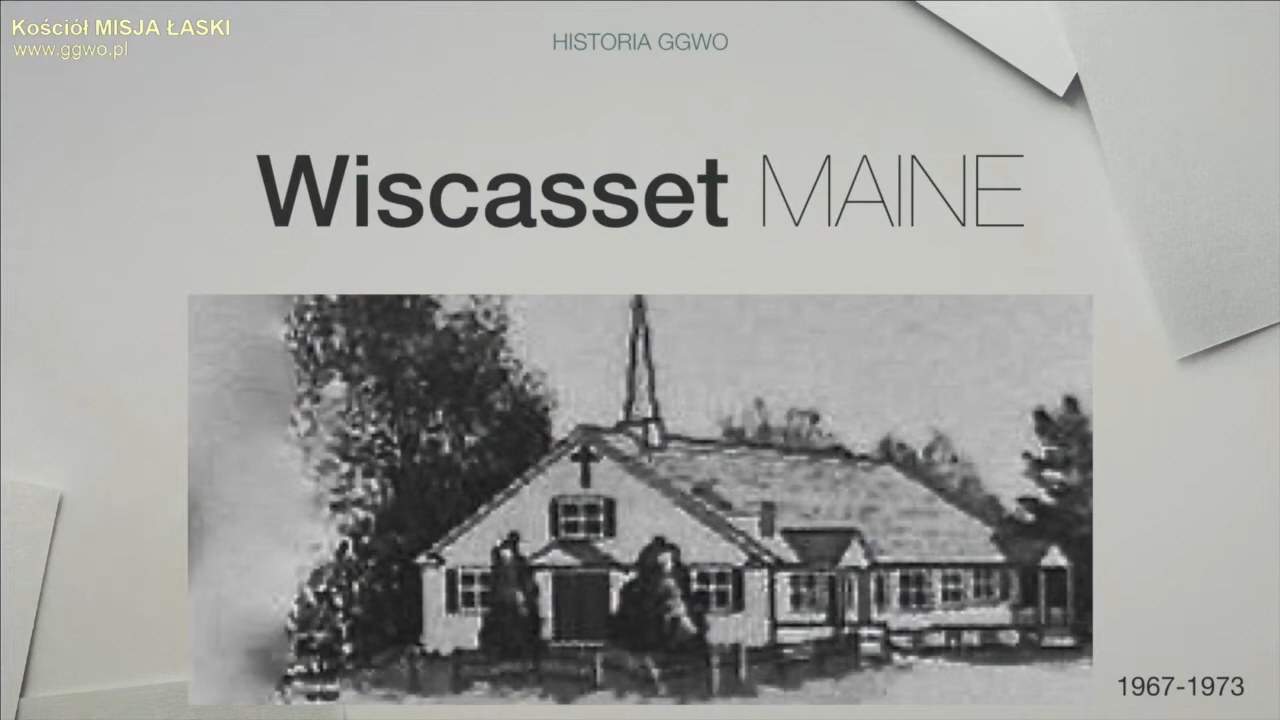 Kościół MISJA ŁASKI
www.ggwo.pl
HISTORIA GGWO
Wiscasset MAINE
1967-1973